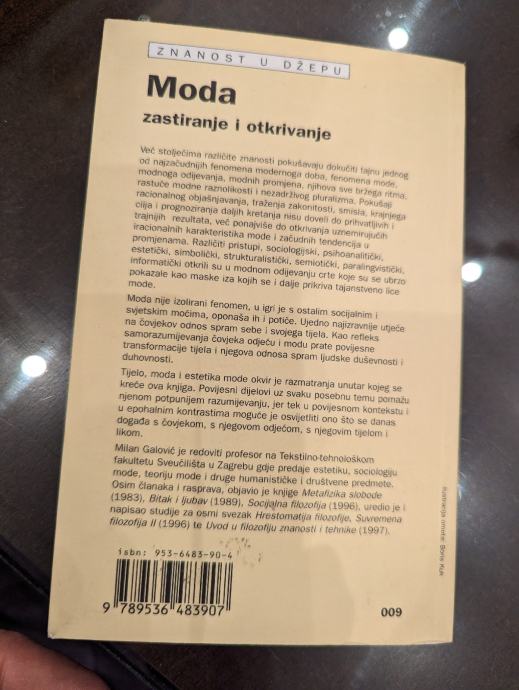 ZNANOST U DŽEPU
Moda
zastiranje i otkrivanje
Već stoljećima različite znanosti pokušavaju dokučiti tajnu jednog
od najzačudnijih fenomena modernoga doba, fenomena mode,
modnoga odijevanja, modnih promjena, njihova sve bržega ritma,
rastuće modne raznolikosti i nezadrživog pluralizma. Pokušaji
racionalnog objašnjavanja, traženja zakonitosti, smisla, krajnjega
cilja i prognoziranja daljih kretanja nisu doveli do prihvatljivih i
trajnijih rezultata, već ponajviše do otkrivanja uznemirujućih
iracionalnih karakteristika mode i začudnih tendencija u
promjenama. Različiti pristupi, sociologijski, psihoanalitički,
estetički, simbolički, strukturalistički, semiotički, paralingvistički,
informatički otkrili su u modnom odijevanju crte koje su se ubrzo
pokazale kao maske iza kojih se i dalje prikriva tajanstveno lice
mode.
Moda nije izolirani fenomen, u igri je s ostalim socijalnim i
svjetskim moćima, oponaša ih i potiče. Ujedno najizravnije utječe
na čovjekov odnos spram sebe i svojega tijela. Kao refleks
samorazumijevanja čovjeka odjeću i modu prate povijesne
transformacije tijela i njegova odnosa spram ljudske duševnosti i
duhovnosti.
Tijelo, moda i estetika mode okvir je razmatranja unutar kojeg se
kreće ova knjiga. Povijesni dijelovi uz svaku posebnu temu pomažu
njenom potpunijem razumijevanju, jer tek u povijesnom kontekstu i
u epohalnim kontrastima moguće je osvijetliti ono što se danas
događa s čovjekom, s njegovom odjećom, s njegovim tijelom i
likom.
Milan Galović je redoviti profesor na Tekstilno-tehnološkom
fakultetu Sveučilišta u Zagrebu gdje predaje estetiku, sociologiju
mode, teoriju mode i druge humanističke i društvene predmete.
Osim članaka i rasprava, objavio je knjige Metafizika slobode
(1983), Bitak i ljubav (1989), Socijalna filozofija (1996), uredio je i
napisao studije za osmi svezak Hrestomatija filozofije, Suvremena
filozofija II (1996) te Uvod u filozofiju znanosti i tehnike (1997).
Ilustracija omota: Boris Kuk
isbn: 953-6483-90-4
9 789536 483907
009